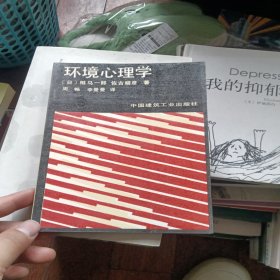 环境心理学
〔日〕相马一郎 佐古顺彦 著
周畅 李曼曼 译
中国建筑工业出版社
Depress
我的抑郁